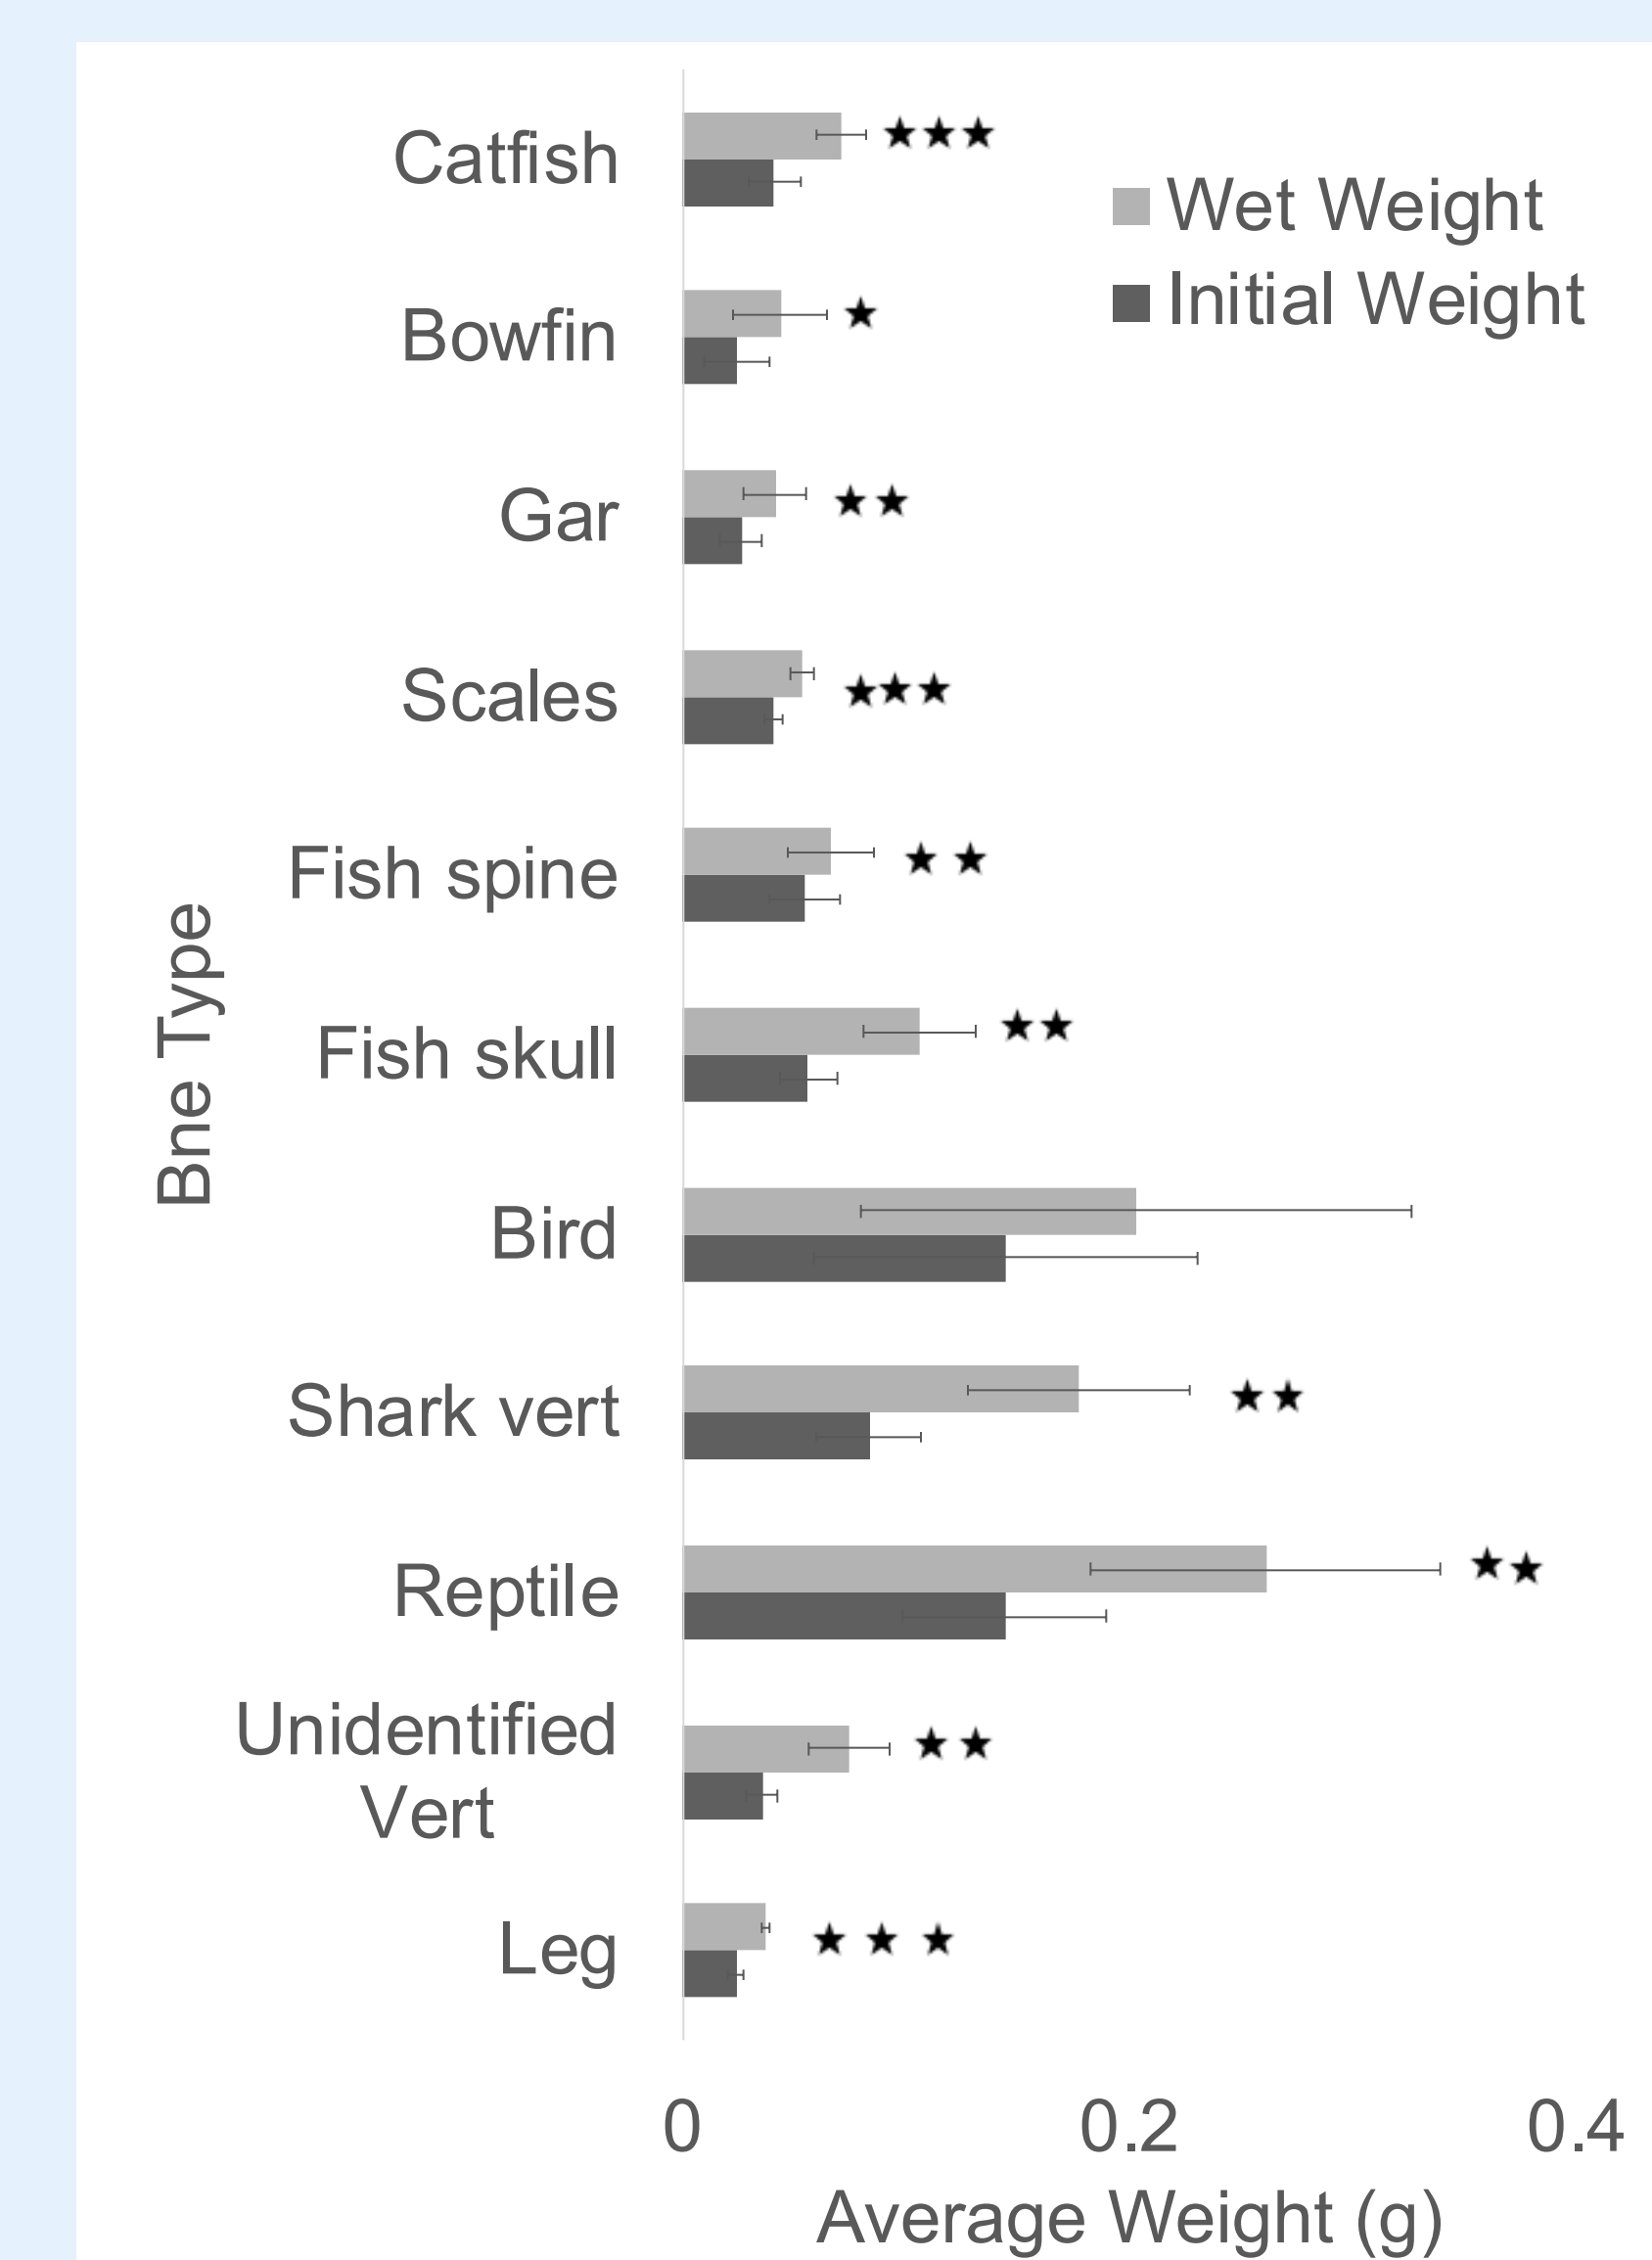 Catfish
★★★
Wet Weight
Initial Weight
Bowfin
★
Gar
★★
Scales
★★★
Fish spine
★★
Fish skull
★★
Bne Type
Bird
Shark vert
★★
Reptile
★★
Unidentified
Vert
★★
Leg
★★★
0 0.2 0.4
Average Weight (g)